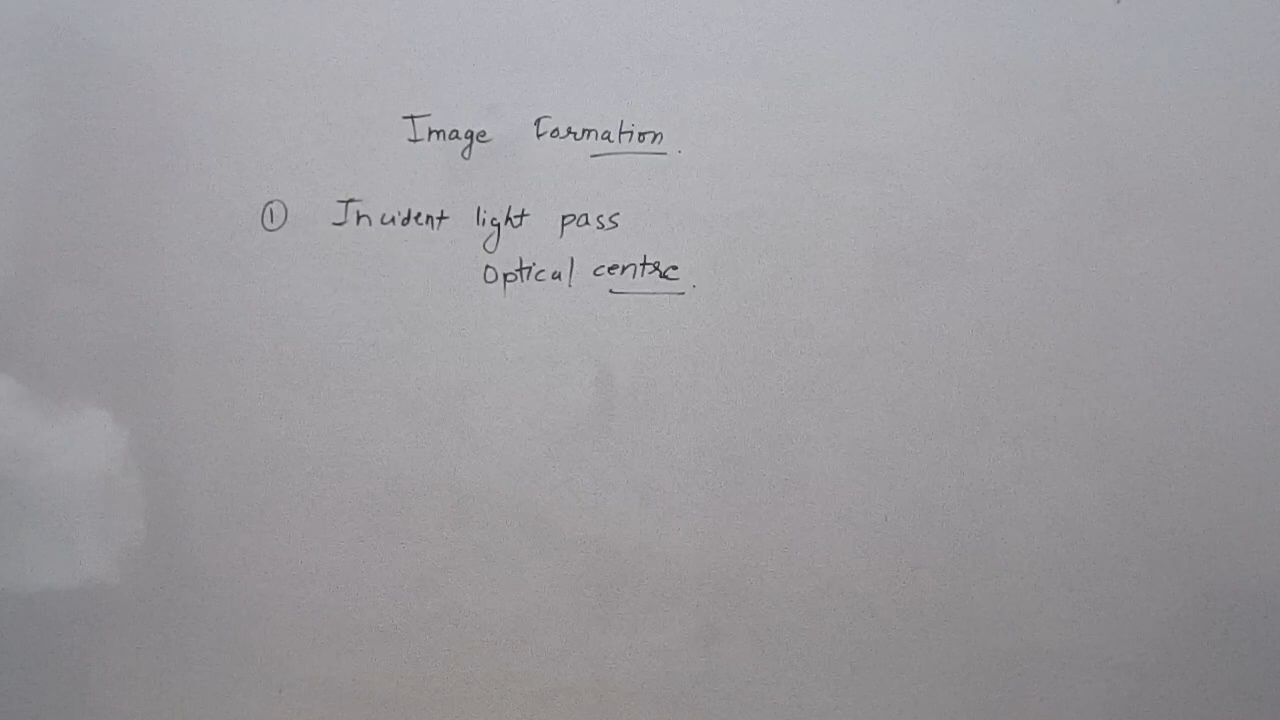 Image Formation.
① Incident light pass
Optical centre.